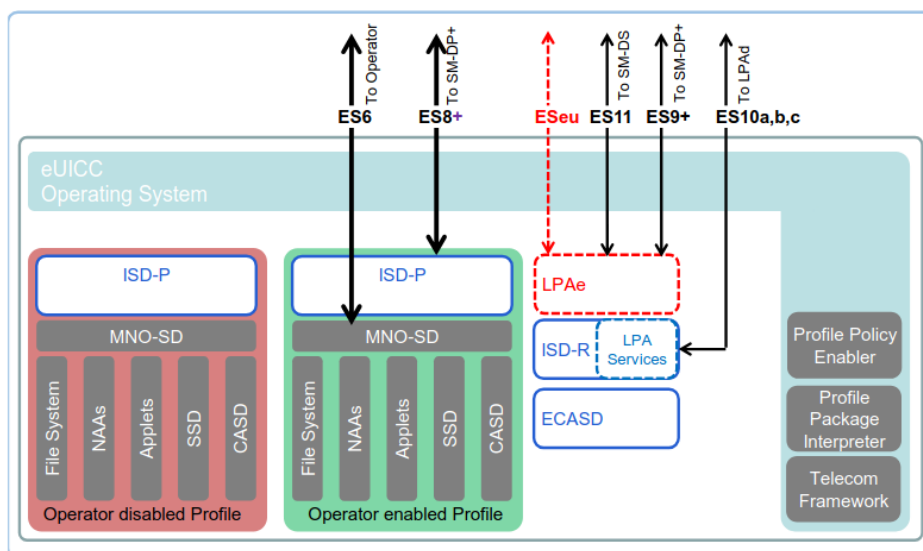 To Operator
To SM-DP+
To SM-DS
To SM-DP+
To LPAd
ES6
ES8+
ESeu
ES11
ES9+
ES10a,b,c
eUICC
Operating System
ISD-P
MNO-SD
File System
NAAs
Applets
SSD
CASD
Operator disabled Profile
ISD-P
MNO-SD
File System
NAAs
Applets
SSD
CASD
Operator enabled Profile
LPAe
ISD-R
LPA
Services
ECASD
Profile Policy
Enabler
Profile
Package
Interpreter
Telecom
Framework